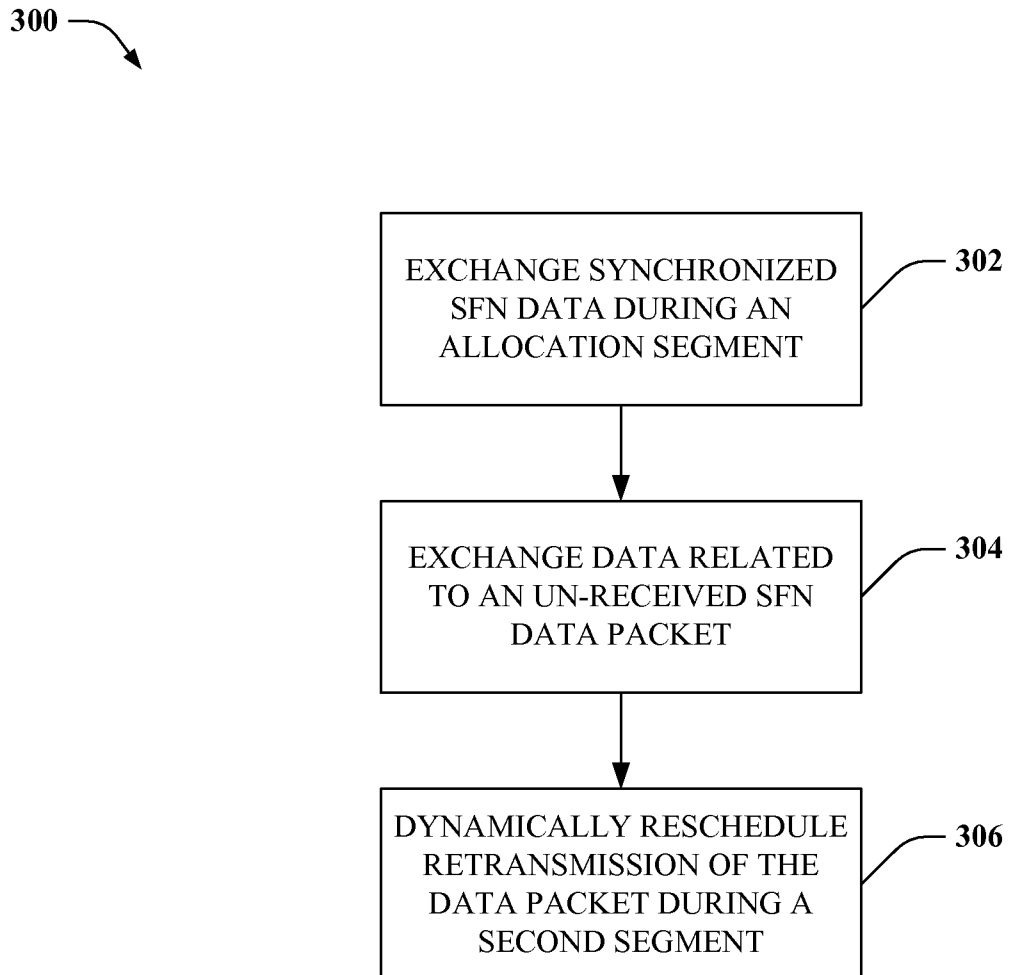 300
EXCHANGE SYNCHRONIZED
SFN DATA DURING AN
ALLOCATION SEGMENT
302
EXCHANGE DATA RELATED
TO AN UN-RECEIVED SFN
DATA PACKET
304
DYNAMICALLY RESCHEDULE
RETRANSMISSION OF THE
DATA PACKET DURING A
SECOND SEGMENT
306